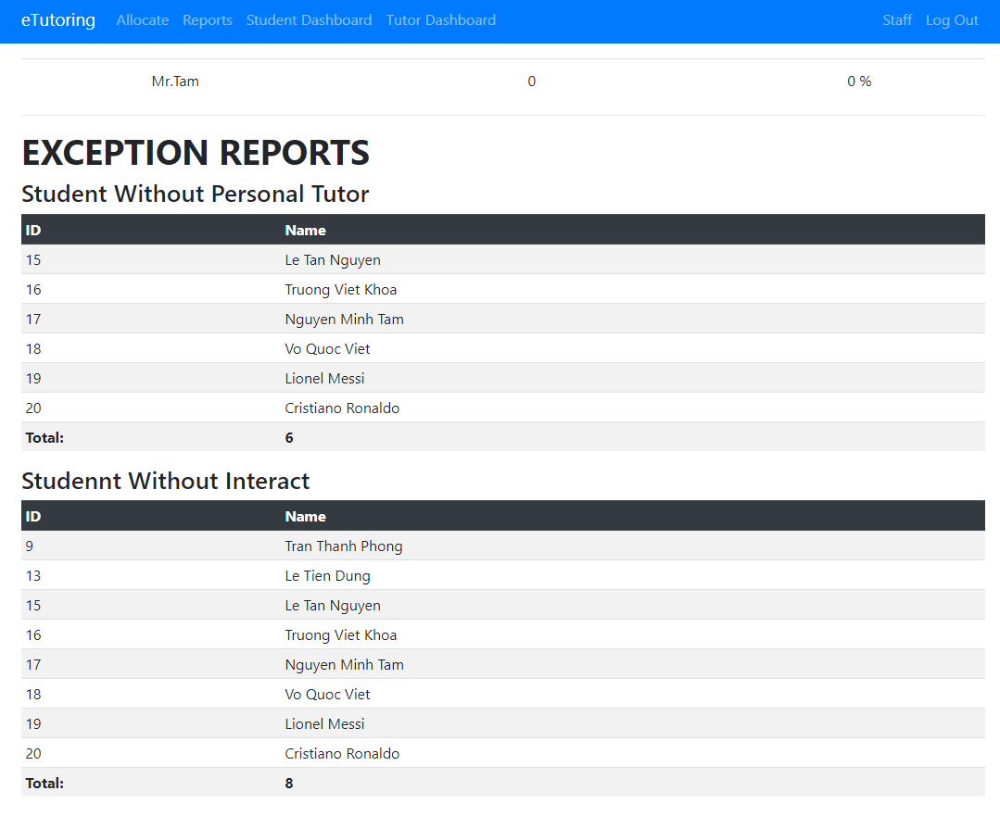 eTutoring Allocate Reports Student Dashboard Tutor Dashboard Staff Log Out
Mr.Tam 0 0 %
EXCEPTION REPORTS
Student Without Personal Tutor
ID Name
15 Le Tan Nguyen
16 Truong Viet Khoa
17 Nguyen Minh Tam
18 Vo Quoc Viet
19 Lionel Messi
20 Cristiano Ronaldo
Total: 6
Studennt Without Interact
ID Name
9 Tran Thanh Phong
13 Le Tien Dung
15 Le Tan Nguyen
16 Truong Viet Khoa
17 Nguyen Minh Tam
18 Vo Quoc Viet
19 Lionel Messi
20 Cristiano Ronaldo
Total: 8